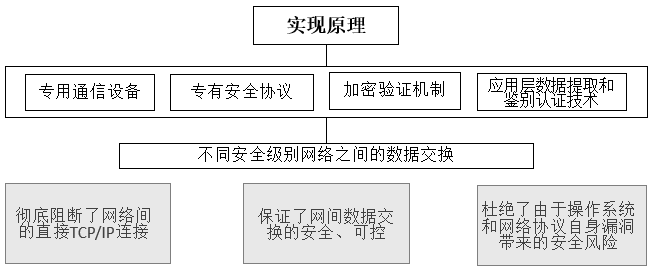 实现原理
专用通信设备
专有安全协议
加密验证机制
应用层数据提取和
鉴别认证技术
不同安全级别网络之间的数据交换
彻底阻断了网络间
的直接TCP/IP连接
保证了网间数据交
换的安全、可控
杜绝了由于操作系统
和网络协议自身漏洞
带来的安全风险